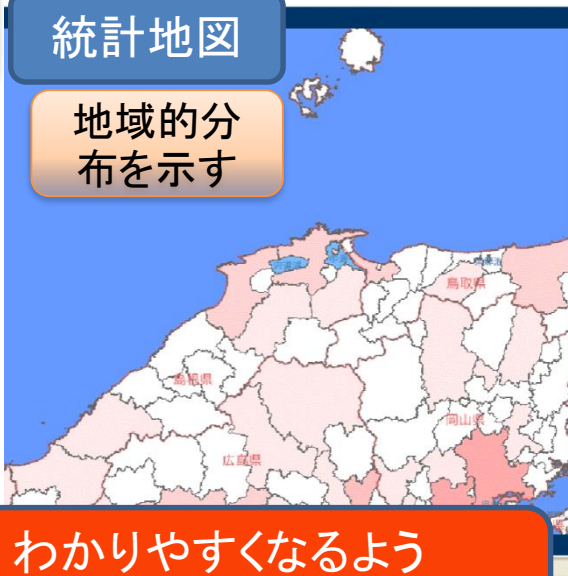 統計地図
地域的分
布を示す
鳥取県
島根県
岡山県
広島県
わかりやすくなるよう